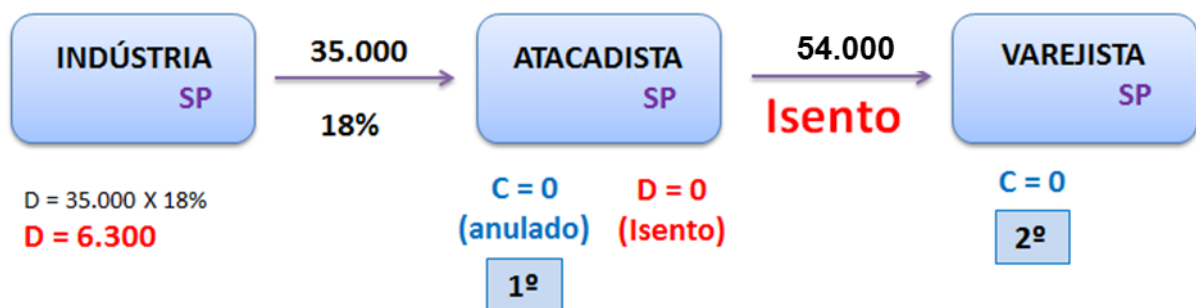 INDÚSTRIA
SP
35.000
18%
ATACADISTA
SP
54.000
Isento
VAREJISTA
SP
D = 35.000 X 18%
D = 6.300
C = 0
(anulado)
1º
D = 0
(Isento)
C = 0
2º